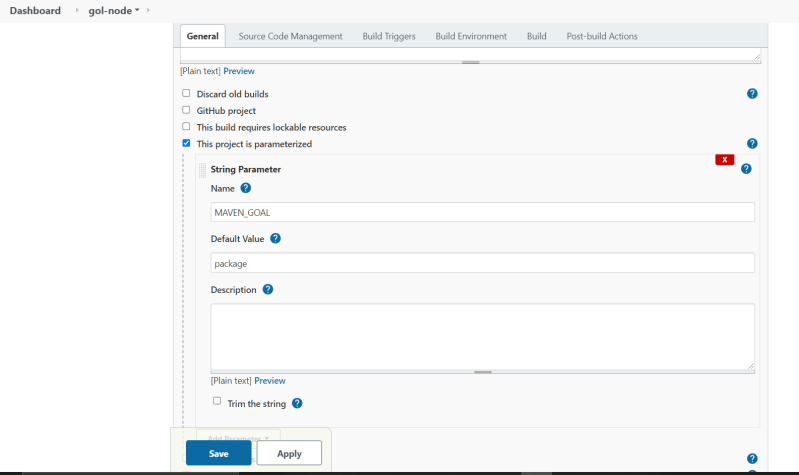 Dashboard gol-node
General Source Code Management Build Triggers Build Environment Build Post-build Actions
[Plain text] Preview
Discard old builds ?
GitHub project
This build requires lockable resources
This project is parameterized ?
X
String Parameter ?
Name ?
MAVEN_GOAL
Default Value ?
package
Description ?
[Plain text] Preview
Trim the string ?
Add Parameter
Save Apply
?